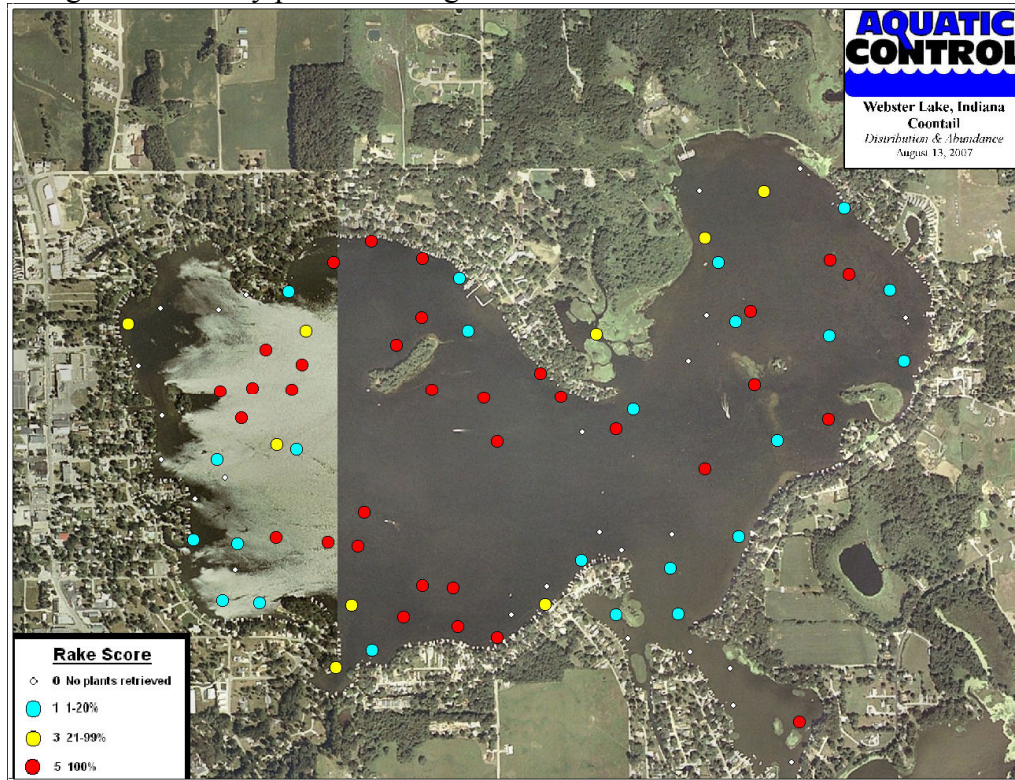 AQUATIC
CONTROL
Webster Lake, Indiana
Coontail
Distribution & Abundance
August 13, 2007
Rake Score
0 No plants retrieved
1 1-20%
3 21-99%
5 100%